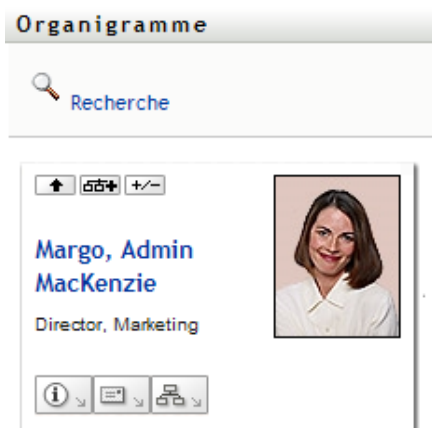 Organigramme
Recherche
+/-
Margo, Admin
MacKenzie
Director, Marketing